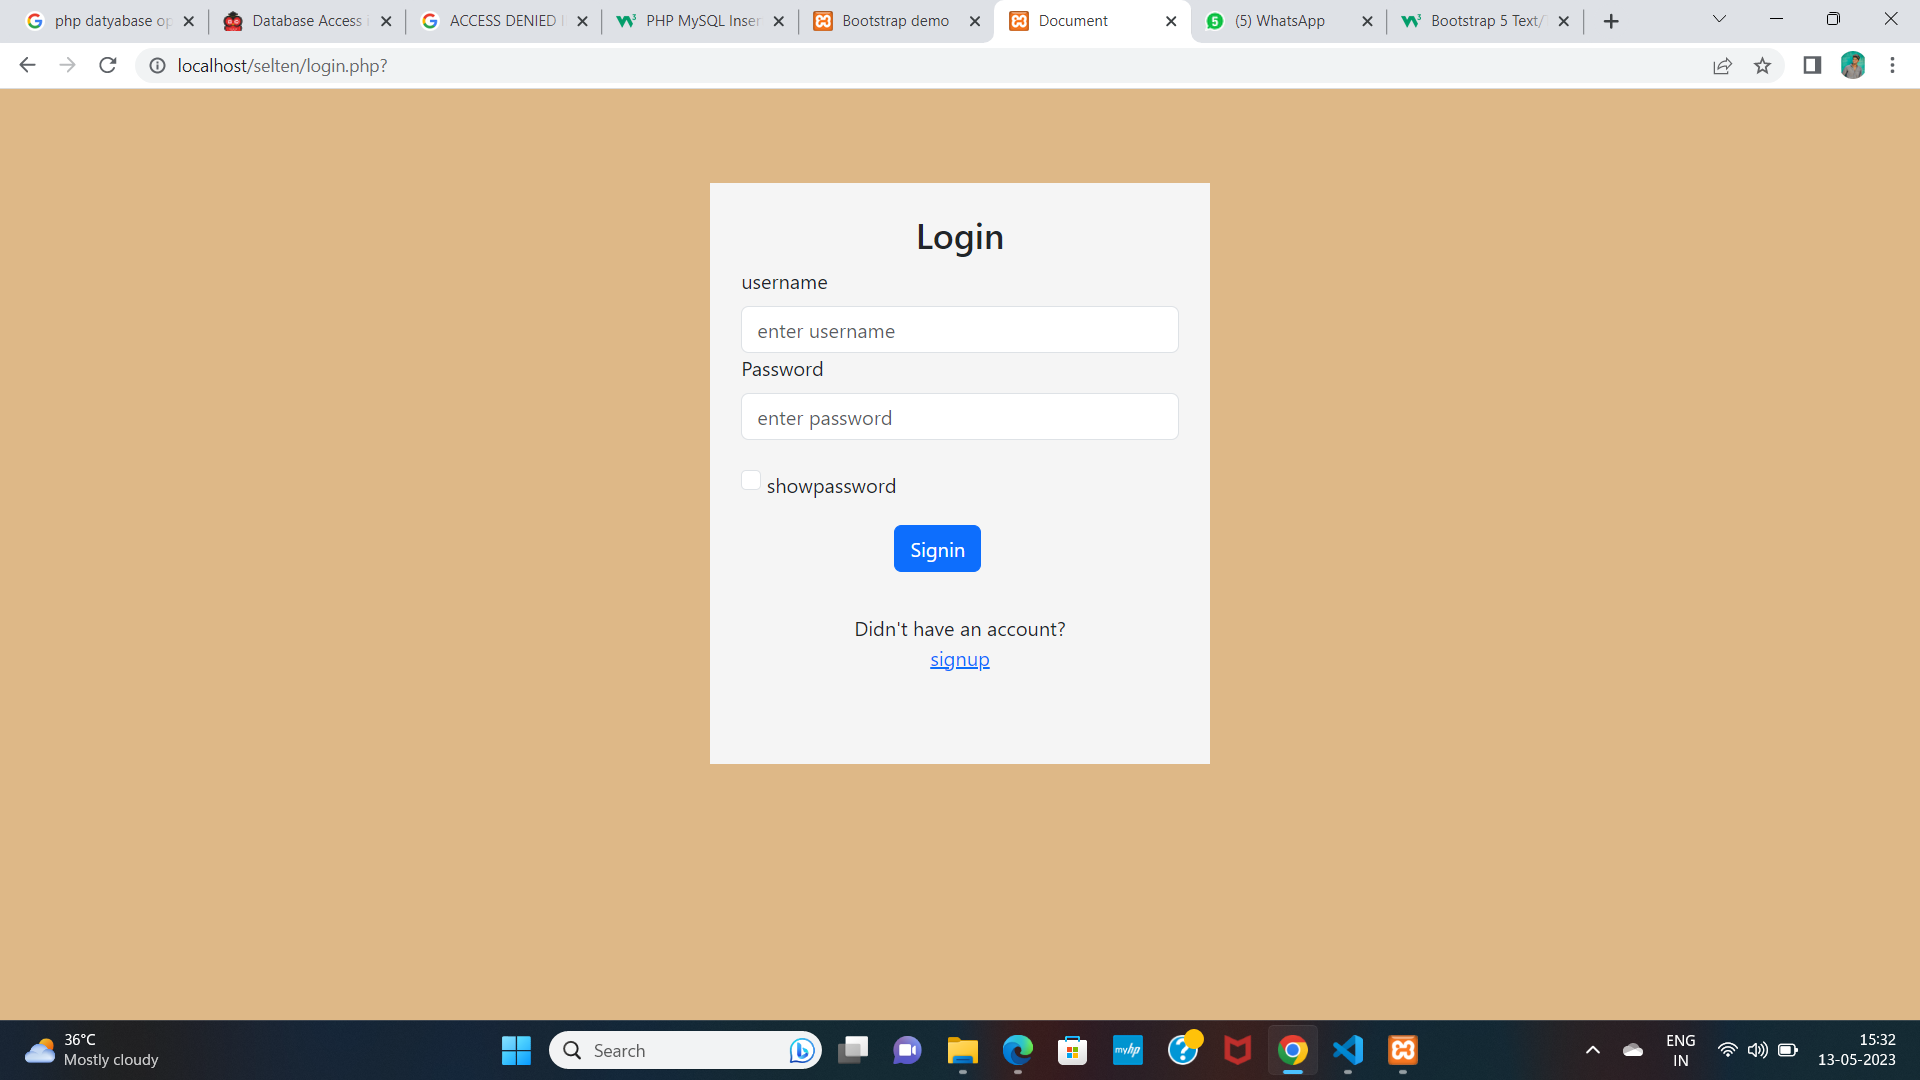 php datyabase op
Database Access i
ACCESS DENIED
PHP MySQL Inser
Bootstrap demo
Document
(5) WhatsApp
Bootstrap 5 Text/
localhost/selten/login.php?
Login
username
enter username
Password
enter password
showpassword
Signin
Didn't have an account?
signup
36°C
Mostly cloudy
Search
myhp
ENG
IN
15:32
13-05-2023